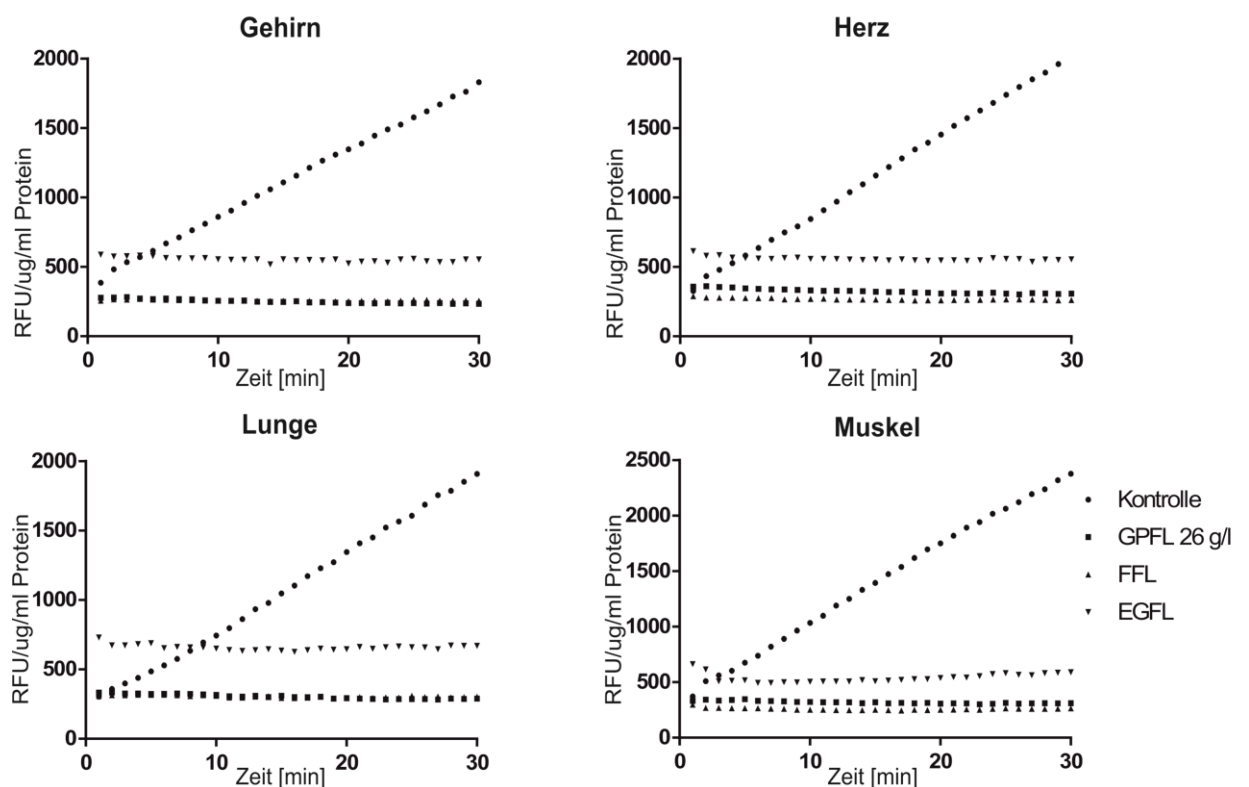 Gehirn
2000
1500
1000
500
0
0 10 20 30
RFU/ug/ml Protein
Zeit [min]
Herz
2000
1500
1000
500
0
0 10 20 30
RFU/ug/ml Protein
Zeit [min]
Lunge
2000
1500
1000
500
0
0 10 20 30
RFU/ug/ml Protein
Zeit [min]
Muskel
2500
2000
1500
1000
500
0
0 10 20 30
RFU/ug/ml Protein
Zeit [min]
Kontrolle
GPFL 26 g/l
FFL
EGFL